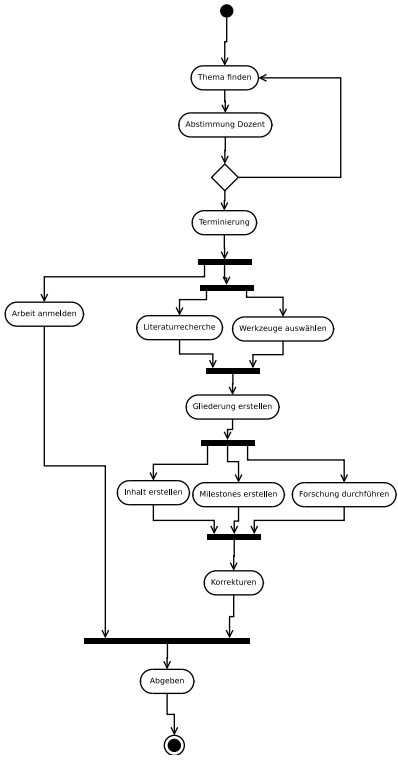 Thema finden
Abstimmung Dozent
Terminierung
Arbeit anmelden
Literaturrecherche
Werkzeuge auswählen
Gliederung erstellen
Inhalt erstellen
Milestones erstellen
Forschung durchführen
Korrekturen
Abgeben